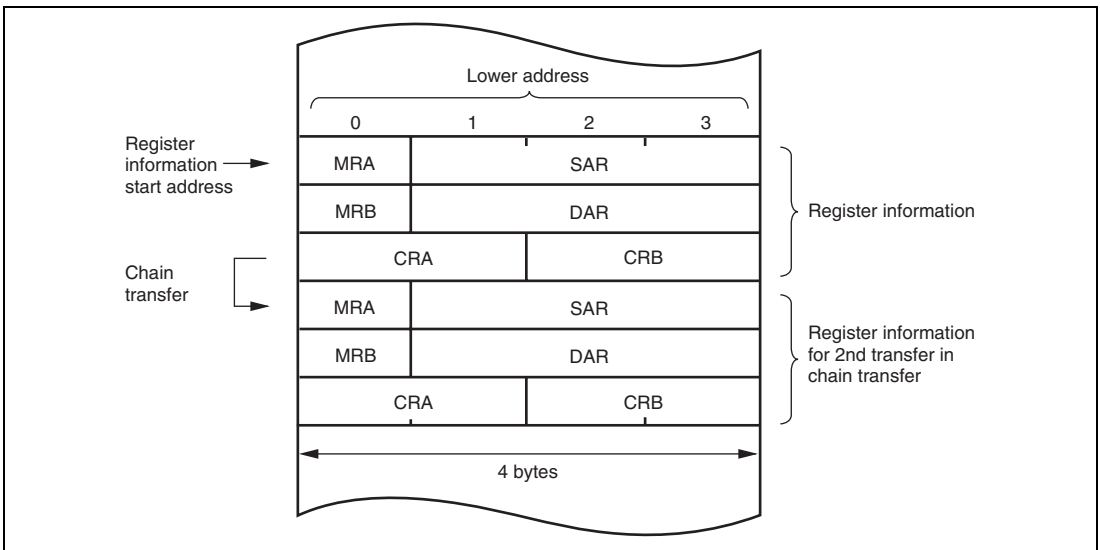 Lower address
0 1 2 3
Register
information
start address
MRA SAR
MRB DAR
CRA CRB
Register information
Chain
transfer
MRA SAR
MRB DAR
CRA CRB
Register information
for 2nd transfer in
chain transfer
4 bytes